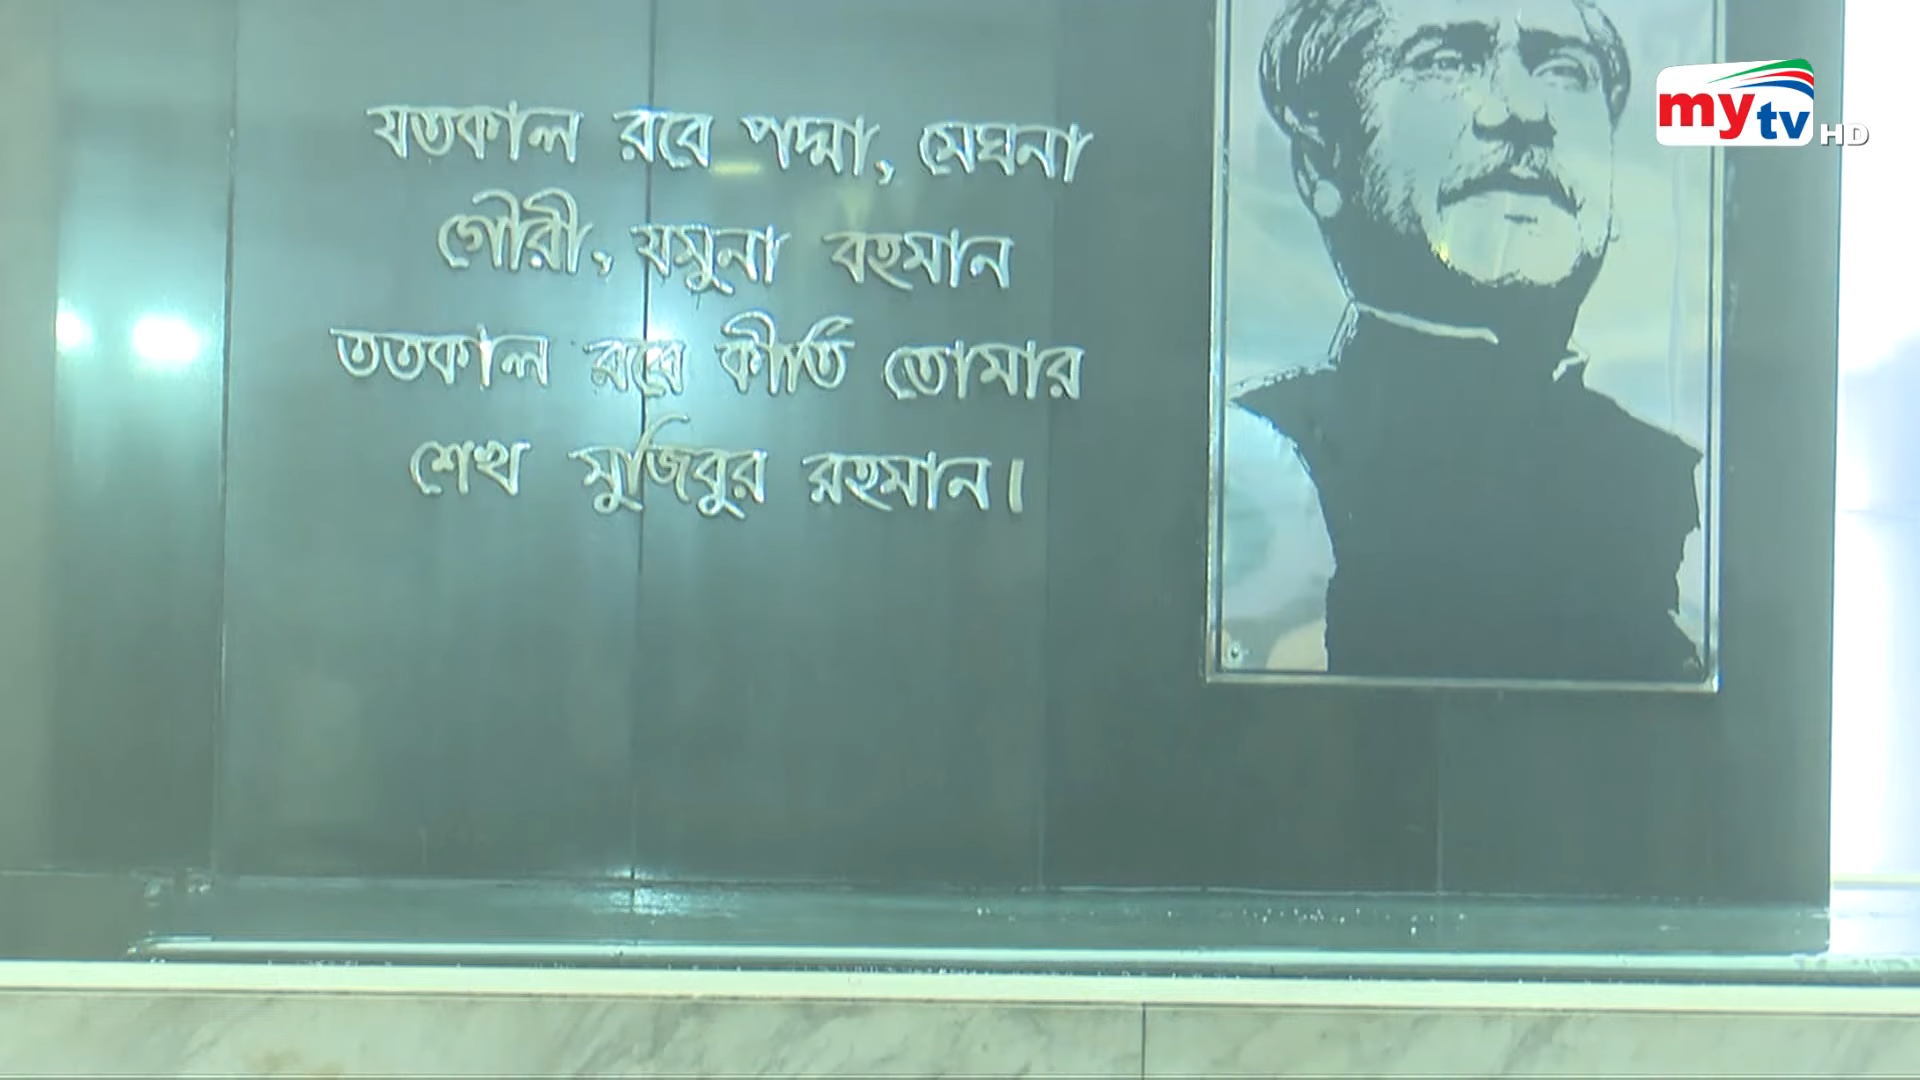 যতকাল রবে পদ্মা, মেঘনা
গৌরী, যমুনা বহমান
ততকাল রবে কীর্তি তোমার
শেখ মুজিবুর রহমান।
mytv HD